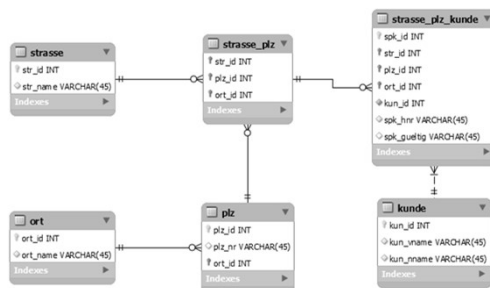 strasse
str_id INT
str_name VARCHAR(45)
Indexes
strasse_plz
str_id INT
plz_id INT
ort_id INT
Indexes
strasse_plz_kunde
spk_id INT
str_id INT
plz_id INT
ort_id INT
kun_id INT
spk_hnr VARCHAR(45)
spk_gueltig VARCHAR(45)
Indexes
ort
ort_id INT
ort_name VARCHAR(45)
Indexes
plz
plz_id INT
plz_nr VARCHAR(45)
ort_id INT
Indexes
kunde
kun_id INT
kun_vname VARCHAR(45)
kun_nname VARCHAR(45)
Indexes